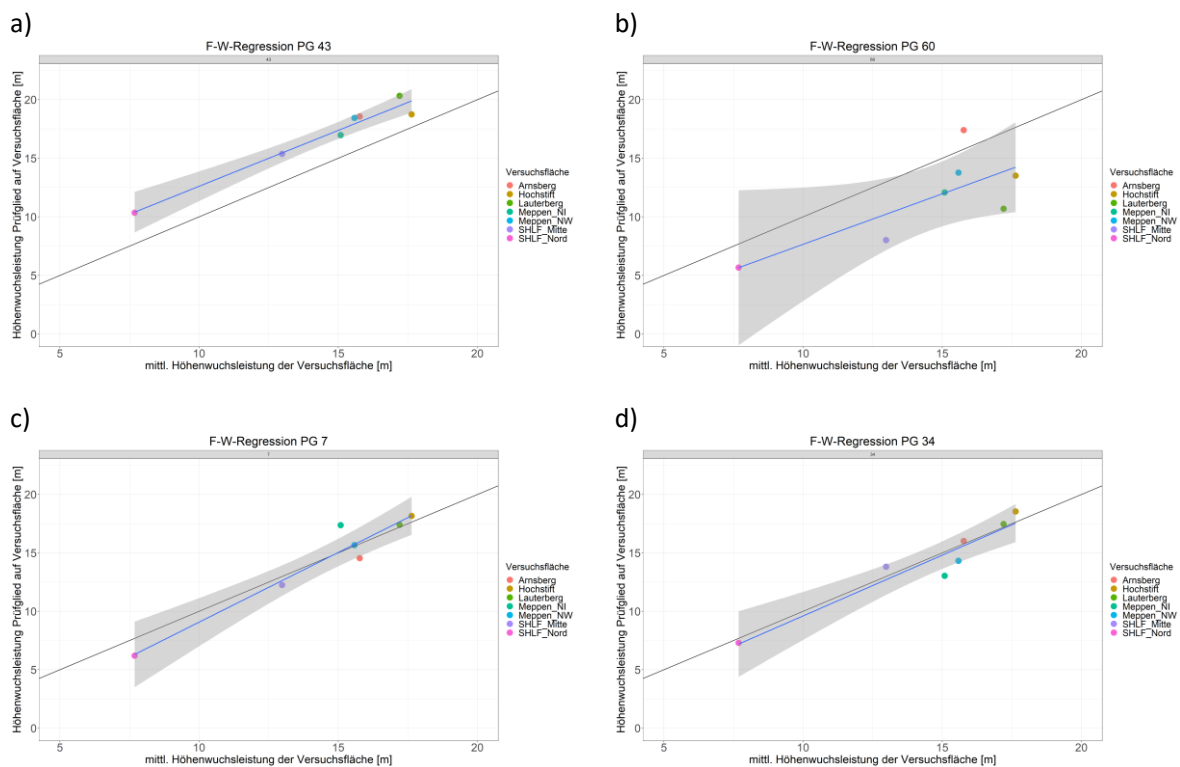 a)
F-W-Regression PG 43
43
Höhenwuchsleistung Prüfglied auf Versuchsfläche [m]
20
15
10
5
0
5 10 15 20
mittl. Höhenwuchsleistung der Versuchsfläche [m]
Versuchsfläche
Arnsberg
Hochstift
Lauterberg
Meppen_NI
Meppen_NW
SHLF_Mitte
SHLF_Nord
b)
F-W-Regression PG 60
60
Höhenwuchsleistung Prüfglied auf Versuchsfläche [m]
20
15
10
5
0
5 10 15 20
mittl. Höhenwuchsleistung der Versuchsfläche [m]
Versuchsfläche
Arnsberg
Hochstift
Lauterberg
Meppen_NI
Meppen_NW
SHLF_Mitte
SHLF_Nord
c)
F-W-Regression PG 7
7
Höhenwuchsleistung Prüfglied auf Versuchsfläche [m]
20
15
10
5
0
5 10 15 20
mittl. Höhenwuchsleistung der Versuchsfläche [m]
Versuchsfläche
Arnsberg
Hochstift
Lauterberg
Meppen_NI
Meppen_NW
SHLF_Mitte
SHLF_Nord
d)
F-W-Regression PG 34
34
Höhenwuchsleistung Prüfglied auf Versuchsfläche [m]
20
15
10
5
0
5 10 15 20
mittl. Höhenwuchsleistung der Versuchsfläche [m]
Versuchsfläche
Arnsberg
Hochstift
Lauterberg
Meppen_NI
Meppen_NW
SHLF_Mitte
SHLF_Nord